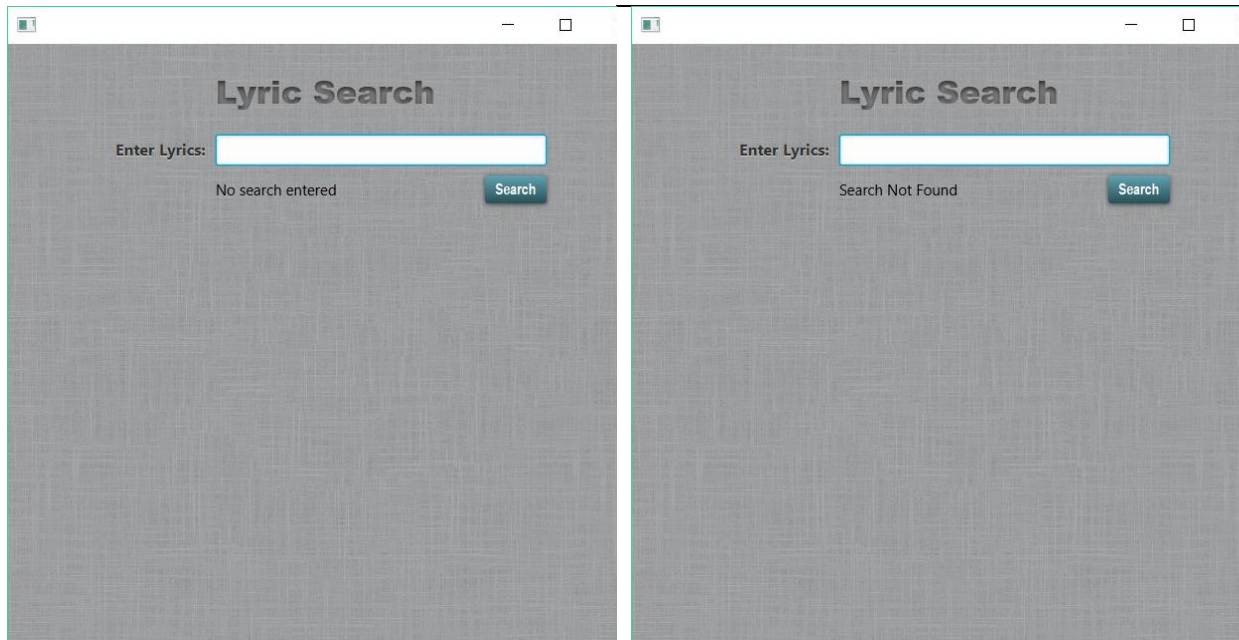 Lyric Search
Enter Lyrics:
No search entered
Search
Lyric Search
Enter Lyrics:
Search Not Found
Search